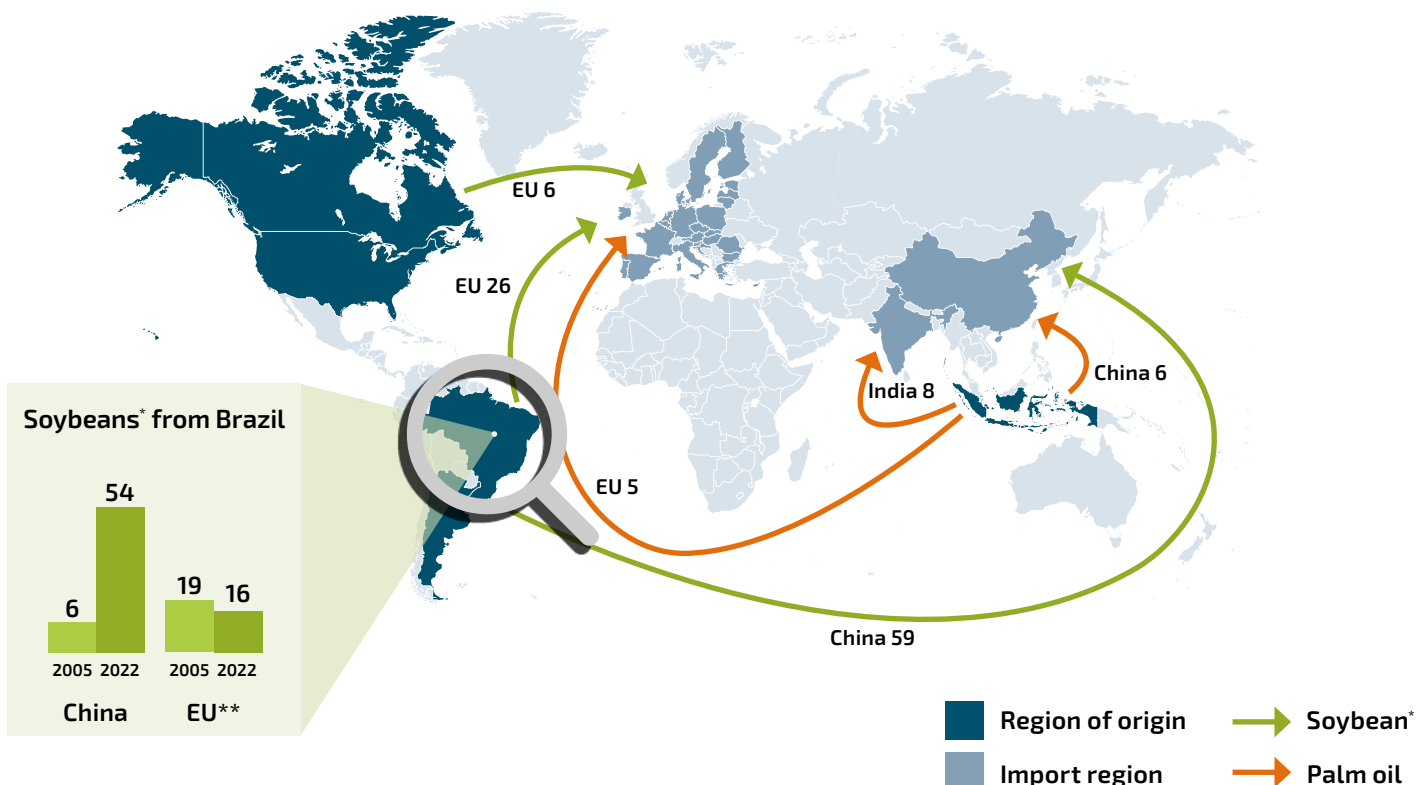 EU 6
EU 26
India 8
China 6
EU 5
China 59
Soybeans* from Brazil
6
54
19
16
2005 2022
2005 2022
China
EU**
Region of origin
Soybean*
Import region
Palm oil